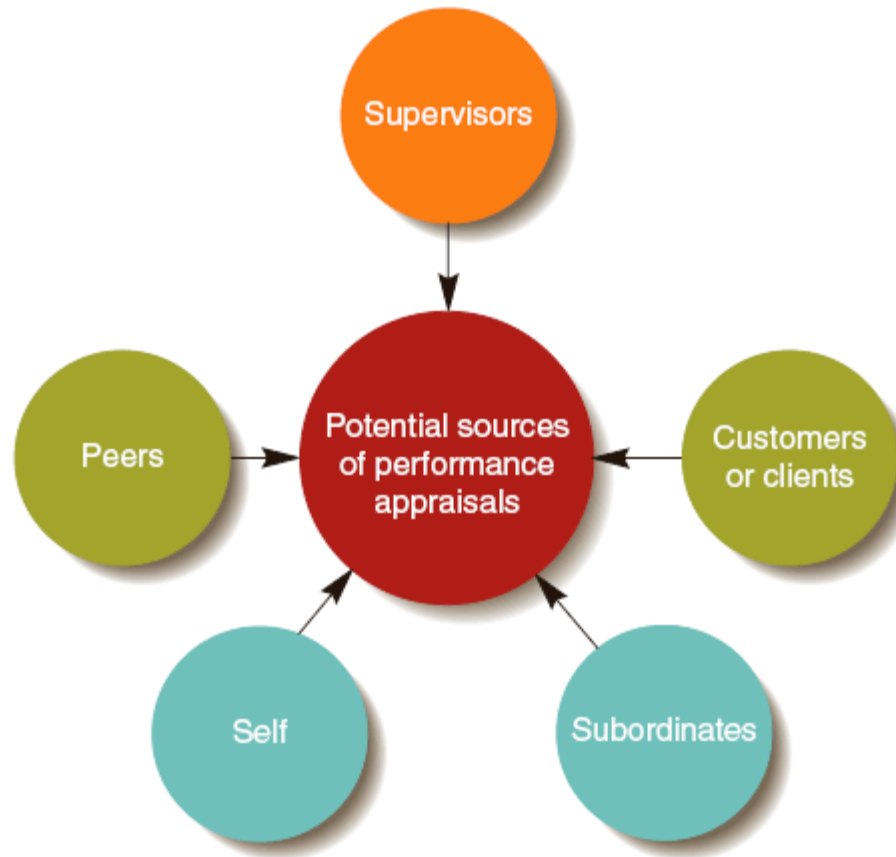 Supervisors
Peers
Potential sources
of performance
appraisals
Customers
or clients
Self
Subordinates